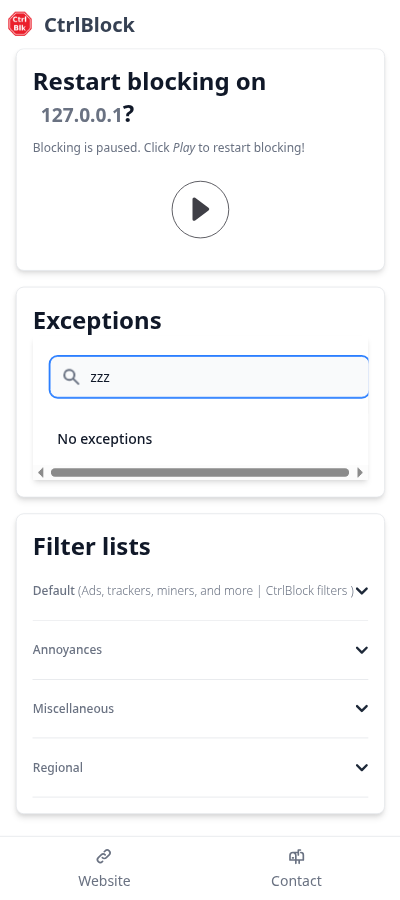 Ctrl
Blk
CtrlBlock
Restart blocking on
127.0.0.1?
Blocking is paused. Click Play to restart blocking!
Exceptions
zzz
No exceptions
Filter lists
Default (Ads, trackers, miners, and more | CtrlBlock filters )
Annoyances
Miscellaneous
Regional
Website
Contact